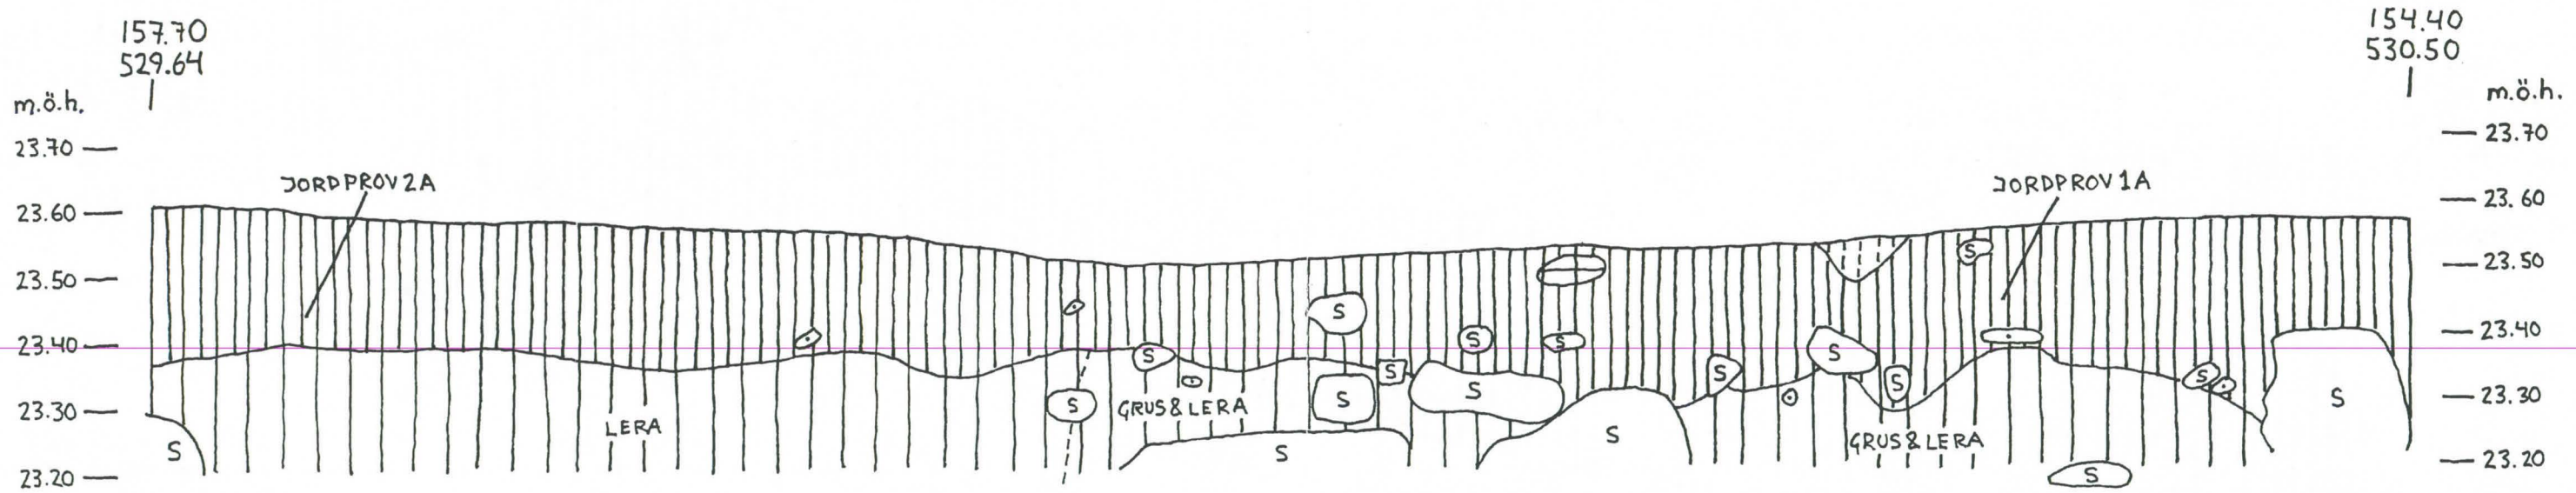 157.70
529.64
154.40
530.50
m.ö.h.
m.ö.h.
23.70
23.70
JORDPROV 2A
JORDPROV 1A
23.60
23.60
23.50
S
23.50
S
23.40
S
S
23.40
S
S
S
S
S
S
S
S
S
23.30
S
GRUS & LERA
S
S
23.30
LERA
S
S
S
GRUS & LERA
23.20
23.20
S